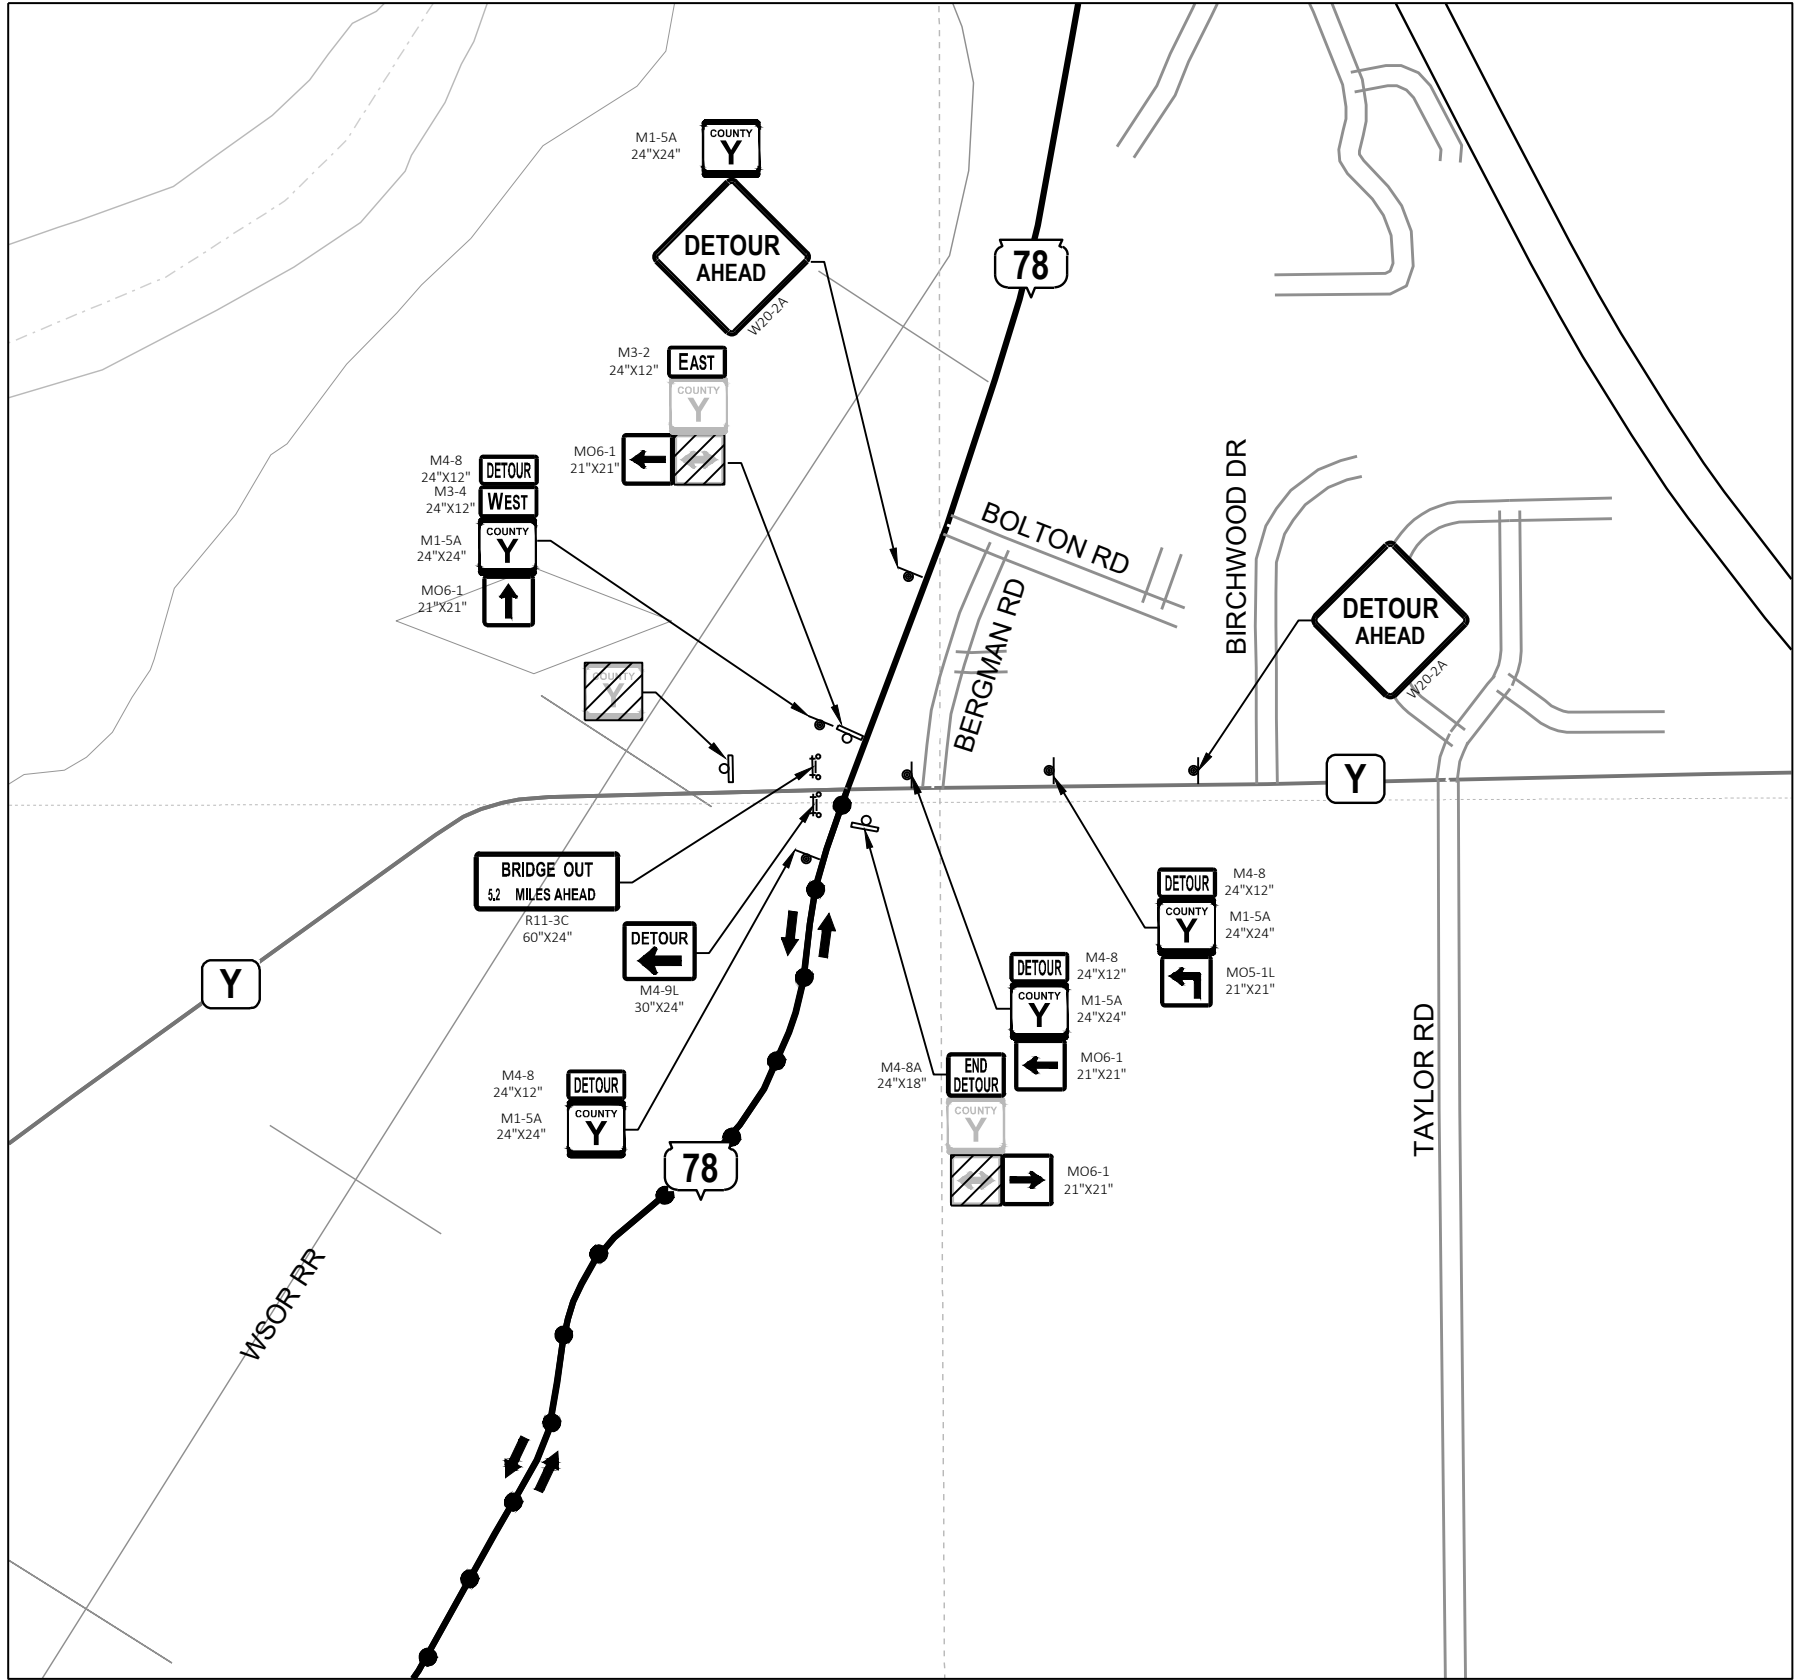 M1-5A
24"X24"
COUNTY
Y
DETOUR
AHEAD
W20-2A
78
M3-2
24"X12"
EAST
COUNTY
Y
MO6-1
21"X21"
M4-8
24"X12"
DETOUR
M3-4
24"X12"
WEST
M1-5A
24"X24"
COUNTY
Y
MO6-1
21"X21"
COUNTY
Y
BOLTON RD
BERGMAN RD
BIRCHWOOD DR
DETOUR
AHEAD
W20-2A
Y
BRIDGE OUT
5.2 MILES AHEAD
R11-3C
60"X24"
DETOUR
M4-9L
30"X24"
Y
M4-8
24"X12"
DETOUR
M1-5A
24"X24"
COUNTY
Y
78
DETOUR
M4-8
24"X12"
COUNTY
Y
M1-5A
24"X24"
MO5-1L
21"X21"
DETOUR
M4-8
24"X12"
COUNTY
Y
M1-5A
24"X24"
MO6-1
21"X21"
M4-8A
24"X18"
END
DETOUR
COUNTY
Y
MO6-1
21"X21"
TAYLOR RD
WSOR RR